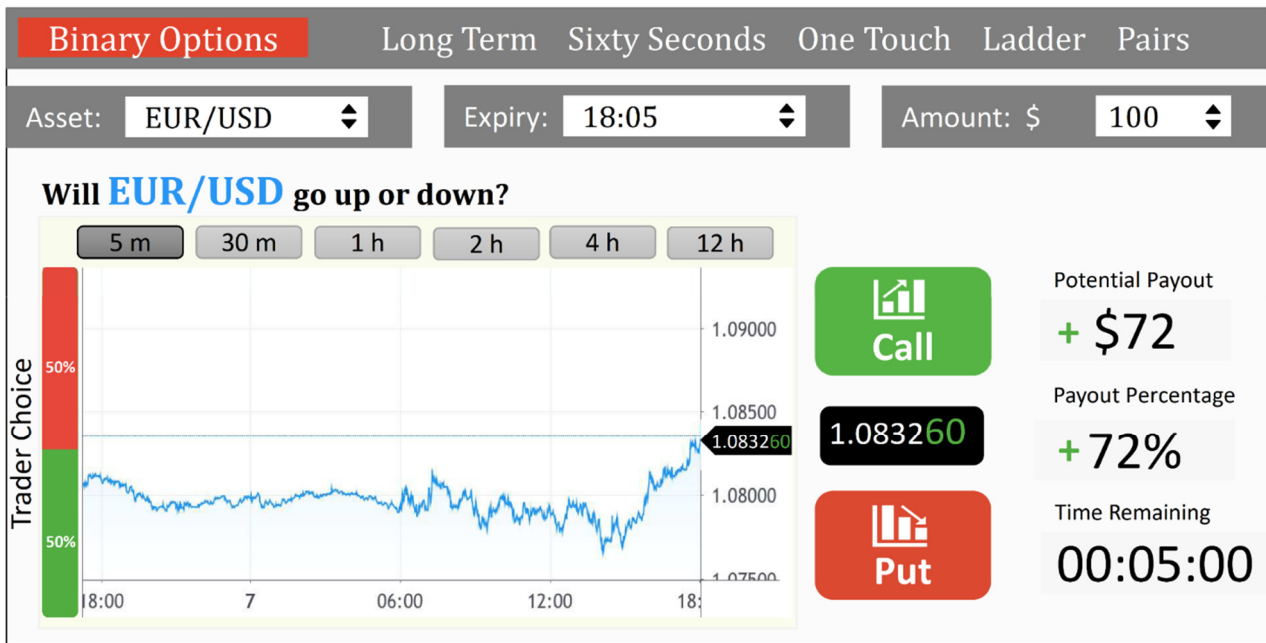 Binary Options Long Term Sixty Seconds One Touch Ladder Pairs
Asset: EUR/USD Expiry: 18:05 Amount: $ 100
Will EUR/USD go up or down?
5 m 30 m 1 h 2 h 4 h 12 h
Trader Choice
50%
50%
1.09000
1.08500
1.083260
1.08000
1.07500
18:00 7 06:00 12:00 18:
Call
1.083260
Put
Potential Payout
+ $72
Payout Percentage
+ 72%
Time Remaining
00:05:00